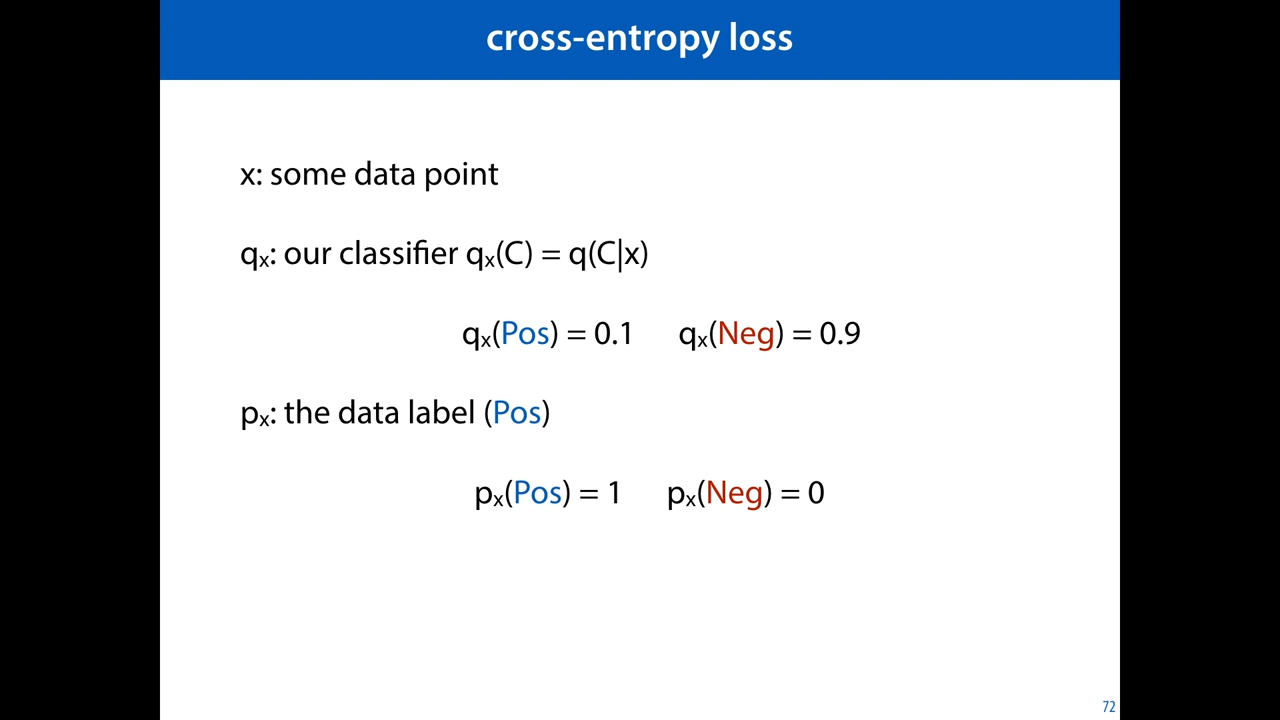 cross-entropy loss
x: some data point
qₓ: our classifier qₓ(C) = q(C|x)
qₓ(Pos) = 0.1 qₓ(Neg) = 0.9
pₓ: the data label (Pos)
pₓ(Pos) = 1 pₓ(Neg) = 0
72